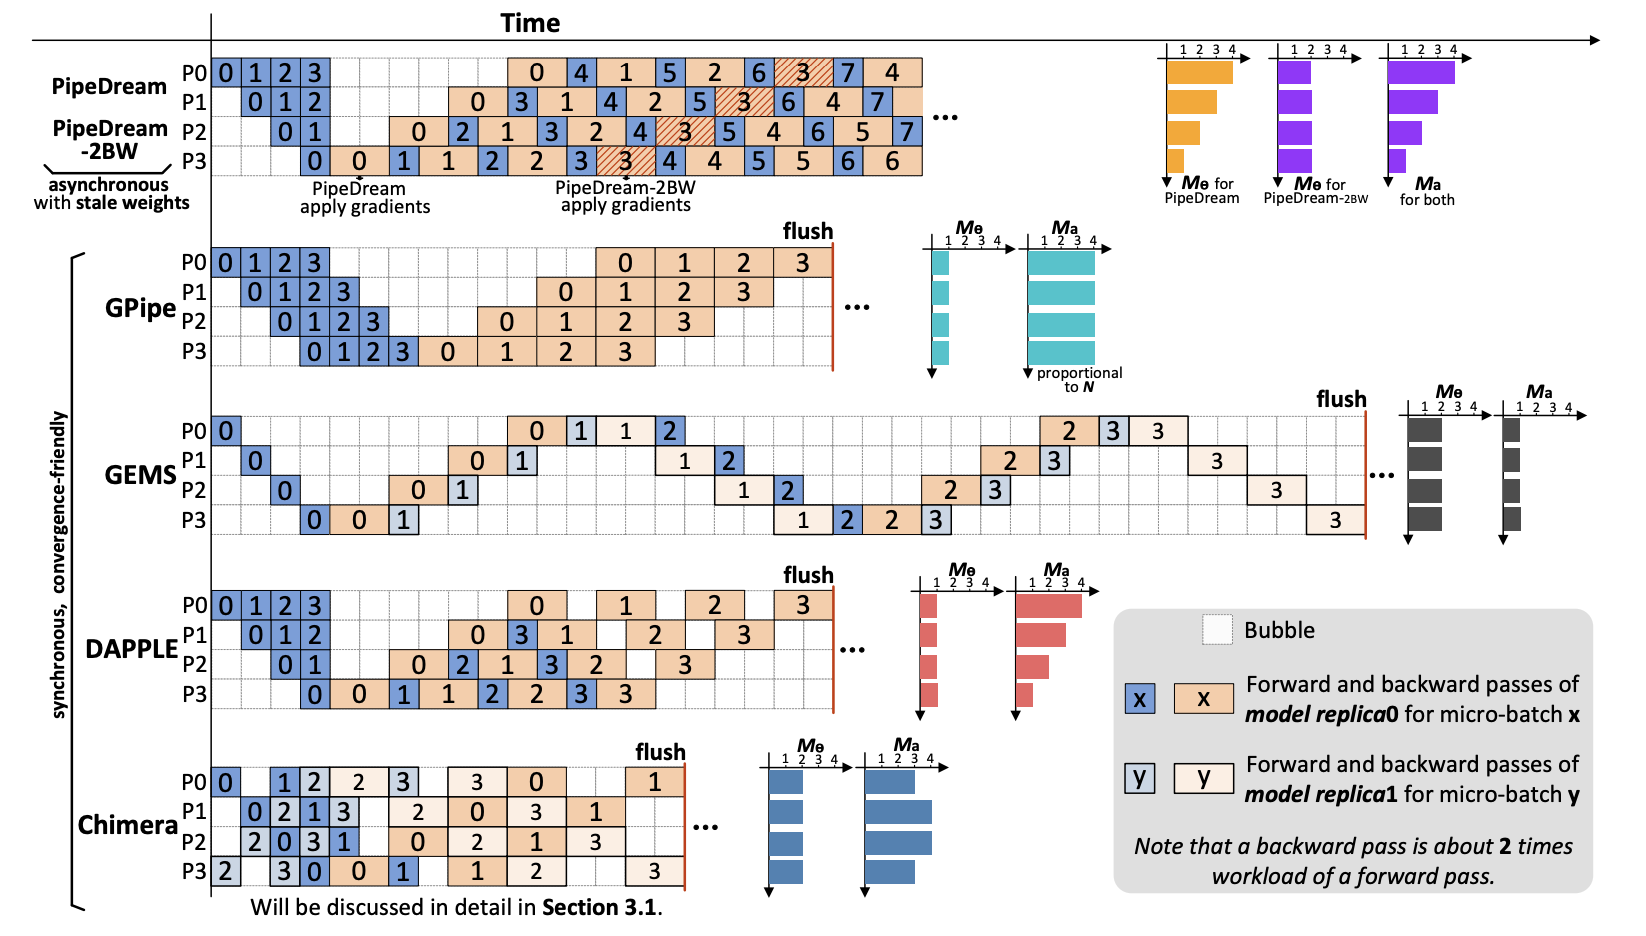 Time
PipeDream
PipeDream
-2BW
asynchronous
with stale weights
P0 0 1 2 3 0 4 1 5 2 6 3 7 4
P1 0 1 2 0 3 1 4 2 5 3 6 4 7
P2 0 1 0 2 1 3 2 4 3 5 4 6 5 7
P3 0 0 1 1 2 2 3 3 4 4 5 5 6 6
...
PipeDream
apply gradients
PipeDream-2BW
apply gradients
1 2 3 4
Mθ for
PipeDream
1 2 3 4
Mθ for
PipeDream-2BW
1 2 3 4
Ma
for both
synchronous, convergence-friendly
GPipe
flush
P0 0 1 2 3 0 1 2 3
P1 0 1 2 3 0 1 2 3
P2 0 1 2 3 0 1 2 3
P3 0 1 2 3 0 1 2 3
...
Mθ
1 2 3 4
Ma
1 2 3 4
proportional
to N
GEMS
flush
P0 0 0 1 1 2 2 3 3
P1 0 0 1 1 2 2 3 3
P2 0 0 1 1 2 2 3 3
P3 0 0 1 1 2 2 3 3
...
Mθ
1 2 3 4
Ma
1 2 3 4
DAPPLE
flush
P0 0 1 2 3 0 1 2 3
P1 0 1 2 0 3 1 2 3
P2 0 1 0 2 1 3 2 3
P3 0 0 1 1 2 2 3 3
...
Mθ
1 2 3 4
Ma
1 2 3 4
Chimera
flush
P0 0 1 2 2 3 3 0 1
P1 0 2 1 3 2 0 3 1
P2 2 0 3 1 0 2 1 3
P3 2 3 0 0 1 1 2 3
...
Mθ
1 2 3 4
Ma
1 2 3 4
Will be discussed in detail in Section 3.1.
Bubble
x x Forward and backward passes of
model replica0 for micro-batch x
y y Forward and backward passes of
model replica1 for micro-batch y
Note that a backward pass is about 2 times
workload of a forward pass.